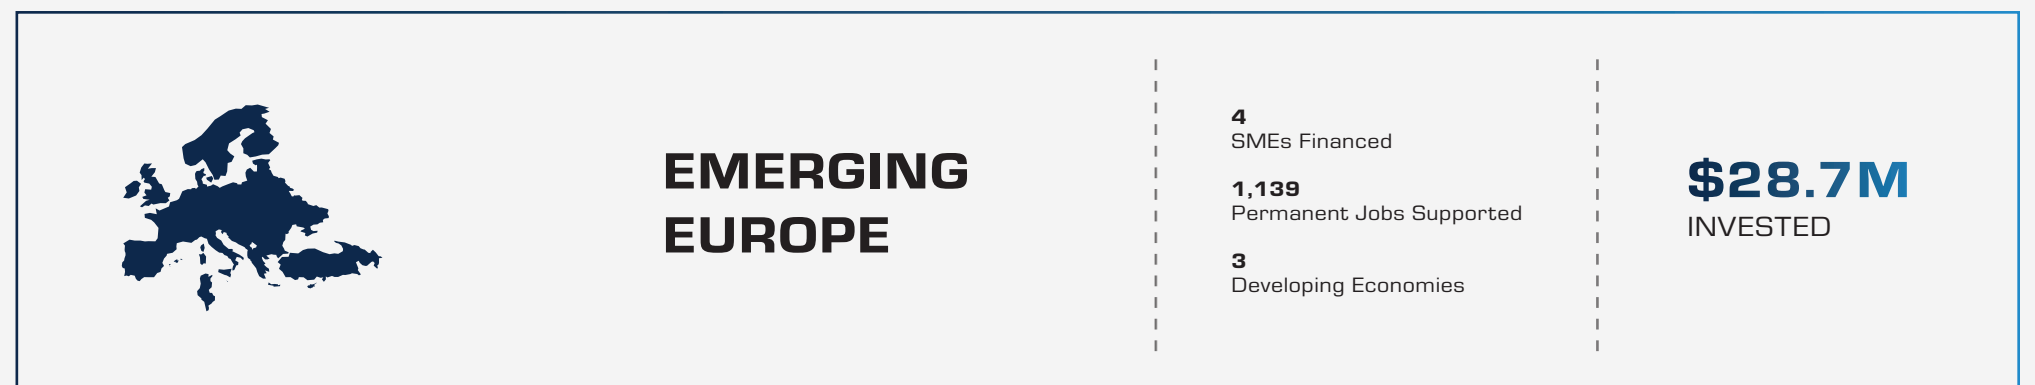 EMERGING
EUROPE
4
SMEs Financed
1,139
Permanent Jobs Supported
3
Developing Economies
$28.7M
INVESTED